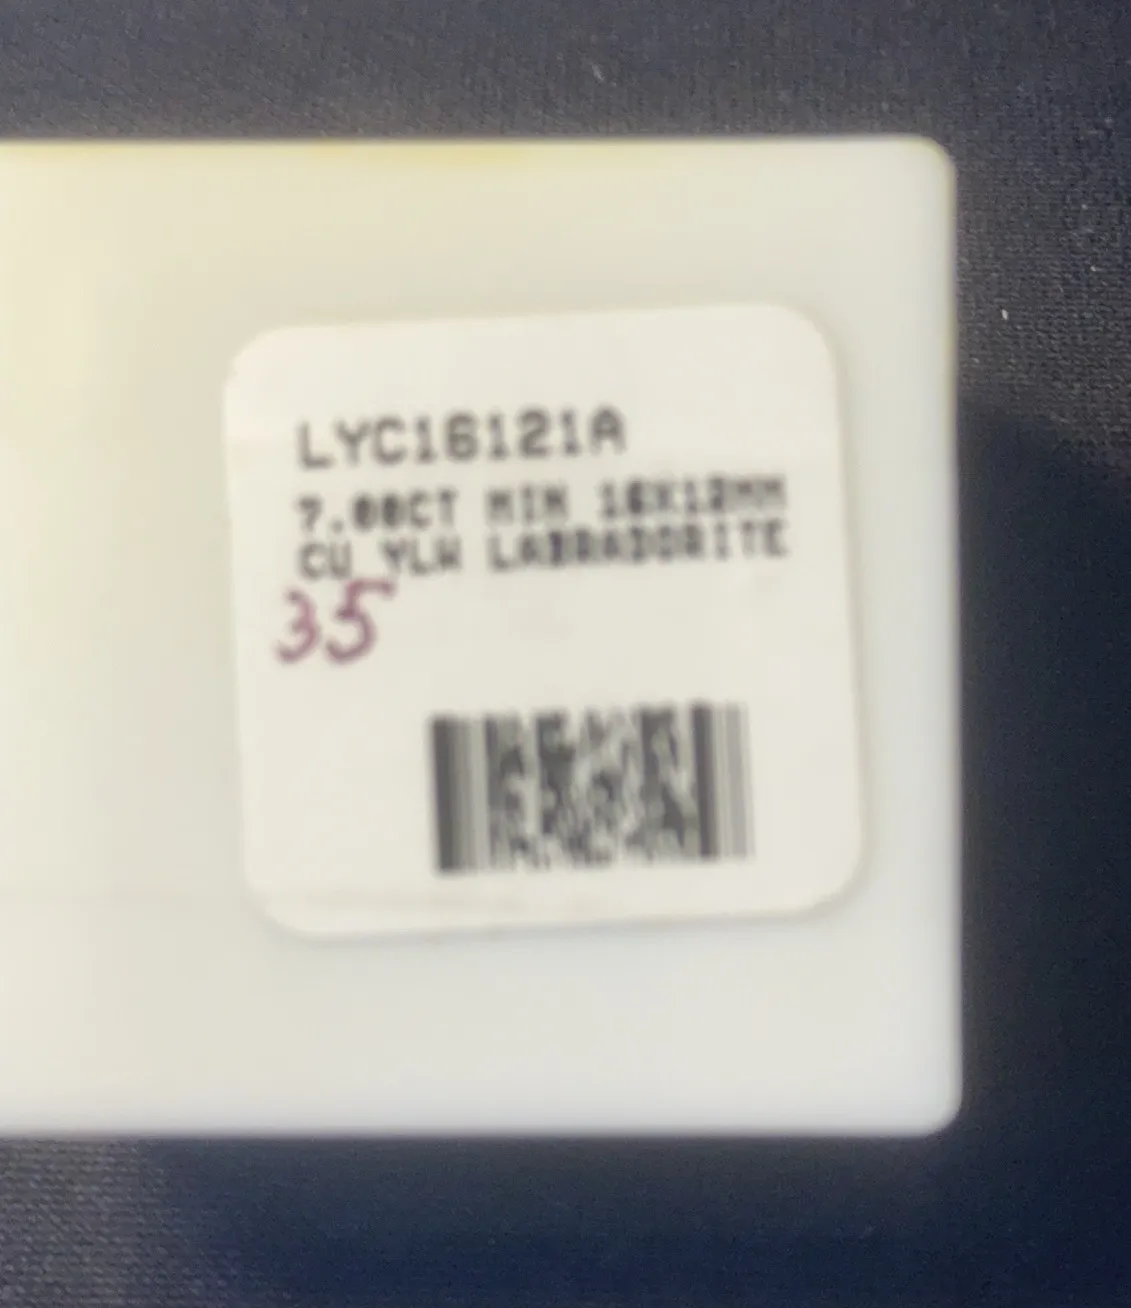 LYC16121A
7.00CT MIN 16X12MM
CU YLW LABRADORITE
35